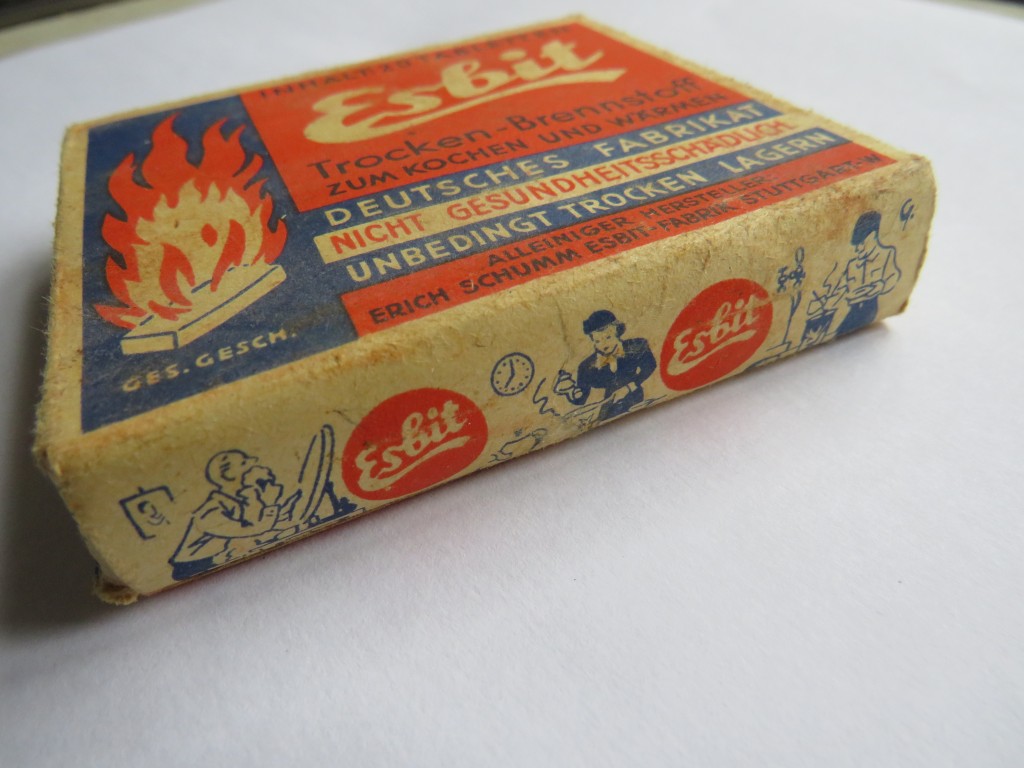 INHALT 20 TABLETTEN
Esbit
Trocken-Brennstoff
ZUM KOCHEN UND WÄRMEN
DEUTSCHES FABRIKAT
NICHT GESUNDHEITSSCHÄDLICH
UNBEDINGT TROCKEN LAGERN
ALLEINIGER HERSTELLER:
ERICH SCHUMM ESBIT-FABRIK STUTTGART-W
GES. GESCH.
Esbit
Esbit